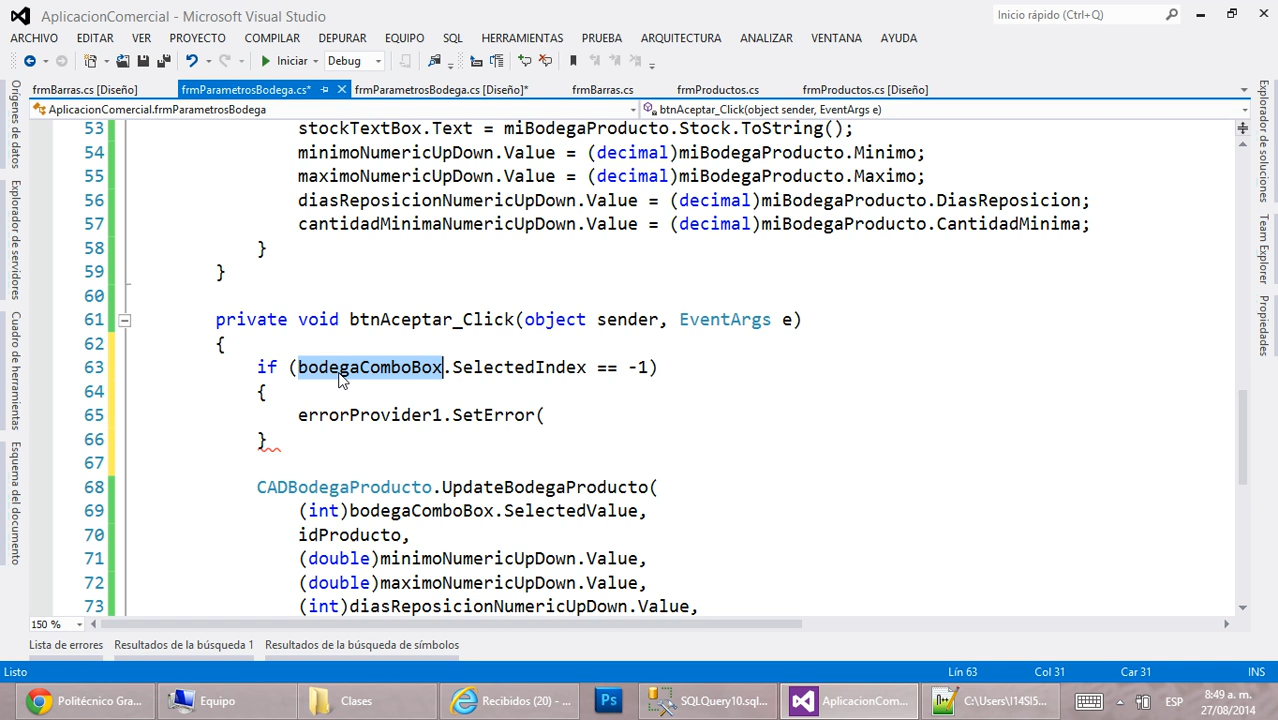 AplicacionComercial - Microsoft Visual Studio
Inicio rápido (Ctrl+Q)
ARCHIVO EDITAR VER PROYECTO COMPILAR DEPURAR EQUIPO SQL HERRAMIENTAS PRUEBA ARQUITECTURA ANALIZAR VENTANA AYUDA
Iniciar Debug
frmBarras.cs [Diseño] frmParametrosBodega.cs* frmParametrosBodega.cs [Diseño]* frmBarras.cs frmProductos.cs frmProductos.cs [Diseño]
AplicacionComercial.frmParametrosBodega btnAceptar_Click(object sender, EventArgs e)
Orígenes de datos
Explorador de servidores
Cuadro de herramientas
Esquema del documento
53 stockTextBox.Text = miBodegaProducto.Stock.ToString();
54 minimoNumericUpDown.Value = (decimal)miBodegaProducto.Minimo;
55 maximoNumericUpDown.Value = (decimal)miBodegaProducto.Maximo;
56 diasReposicionNumericUpDown.Value = (decimal)miBodegaProducto.DiasReposicion;
57 cantidadMinimaNumericUpDown.Value = (decimal)miBodegaProducto.CantidadMinima;
58 }
59 }
60
61 private void btnAceptar_Click(object sender, EventArgs e)
62 {
63 if (bodegaComboBox.SelectedIndex == -1)
64 {
65 errorProvider1.SetError(
66 }
67
68 CADBodegaProducto.UpdateBodegaProducto(
69 (int)bodegaComboBox.SelectedValue,
70 idProducto,
71 (double)minimoNumericUpDown.Value,
72 (double)maximoNumericUpDown.Value,
73 (int)diasReposicionNumericUpDown.Value,
Explorador de soluciones
Team Explorer
Propiedades
150 %
Lista de errores Resultados de la búsqueda 1 Resultados de la búsqueda de símbolos
Listo Lín 63 Col 31 Car 31 INS
Politécnico Gra... Equipo Clases Recibidos (20) - ... Ps SQLQuery10.sql... AplicacionCom... C:\Users\I14SI5... ESP 8:49 a. m.
27/08/2014